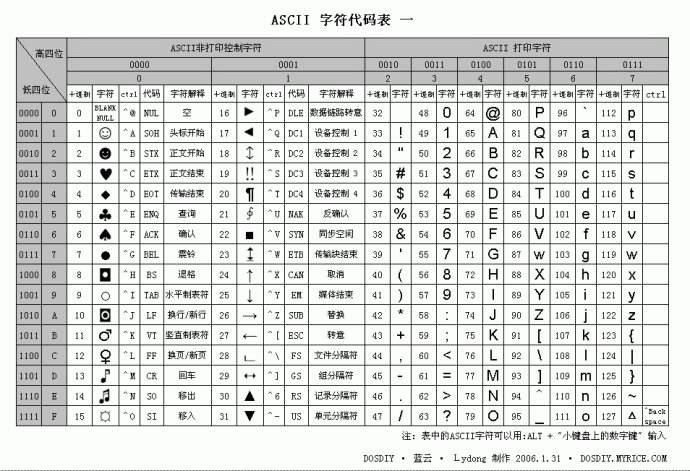 ASCII 字符代码表 一
高四位 ASCII非打印控制字符 ASCII 打印字符
0000 0001 0010 0011 0100 0101 0110 0111
低四位 0 1 2 3 4 5 6 7
十进制 字符 ctrl 代码 字符解释 十进制 字符 ctrl 代码 字符解释 十进制 字符 十进制 字符 十进制 字符 十进制 字符 十进制 字符 十进制 字符 ctrl
0000 0 0 BLANK NULL ^@ NUL 空 16 ► ^P DLE 数据链路转意 32 48 0 64 @ 80 P 96 ` 112 p
0001 1 1 ☺ ^A SOH 头标开始 17 ◄ ^Q DC1 设备控制 1 33 ! 49 1 65 A 81 Q 97 a 113 q
0010 2 2 ☻ ^B STX 正文开始 18 ↕ ^R DC2 设备控制 2 34 " 50 2 66 B 82 R 98 b 114 r
0011 3 3 ♥ ^C ETX 正文结束 19 ‼ ^S DC3 设备控制 3 35 # 51 3 67 C 83 S 99 c 115 s
0100 4 4 ♦ ^D EOT 传输结束 20 ¶ ^T DC4 设备控制 4 36 $ 52 4 68 D 84 T 100 d 116 t
0101 5 5 ♣ ^E ENQ 查询 21 ∮ ^U NAK 反确认 37 % 53 5 69 E 85 U 101 e 117 u
0110 6 6 ♠ ^F ACK 确认 22 ■ ^V SYN 同步空闲 38 & 54 6 70 F 86 V 102 f 118 v
0111 7 7 ● ^G BEL 震铃 23 ↨ ^W ETB 传输块结束 39 ' 55 7 71 G 87 w 103 g 119 w
1000 8 8 ◘ ^H BS 退格 24 ↑ ^X CAN 取消 40 ( 56 8 72 H 88 X 104 h 120 x
1001 9 9 ○ ^I TAB 水平制表符 25 ↓ ^Y EM 媒体结束 41 ) 57 9 73 I 89 Y 105 i 121 y
1010 A 10 ◙ ^J LF 换行/新行 26 → ^Z SUB 替换 42 * 58 : 74 J 90 Z 106 j 122 z
1011 B 11 ♂ ^K VT 竖直制表符 27 ← ^[ ESC 转意 43 + 59 ; 75 K 91 [ 107 k 123 {
1100 C 12 ♀ ^L FF 换页/新页 28 ∟ ^\ FS 文件分隔符 44 , 60 < 76 L 92 \ 108 l 124 |
1101 D 13 ♪ ^M CR 回车 29 ↔ ^] GS 组分隔符 45 - 61 = 77 M 93 ] 109 m 125 }
1110 E 14 ♫ ^N SO 移出 30 ▲ ^6 RS 记录分隔符 46 . 62 > 78 N 94 ^ 110 n 126 ~
1111 F 15 ☼ ^O SI 移入 31 ▼ ^- US 单元分隔符 47 / 63 ? 79 O 95 _ 111 o 127 Δ ^Back space
注: 表中的ASCII字符可以用:ALT + "小键盘上的数字键" 输入
DOSDIY · 蓝云 · Lydong 制作 2006.1.31 · DOSDIY.MYRICE.COM